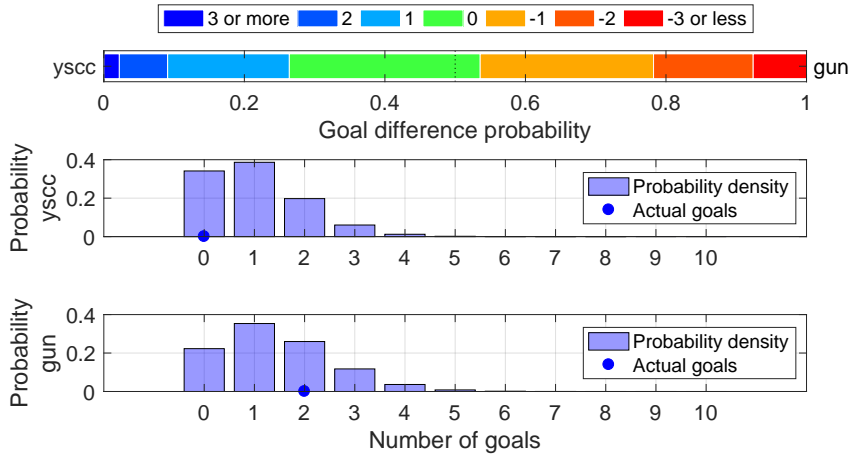 3 or more 2 1 0 -1 -2 -3 or less
yscc gun
0 0.2 0.4 0.6 0.8 1
Goal difference probability
Probability
yscc
0.4
0.2
0
Probability density
Actual goals
0 1 2 3 4 5 6 7 8 9 10
Probability
gun
0.4
0.2
0
Probability density
Actual goals
0 1 2 3 4 5 6 7 8 9 10
Number of goals